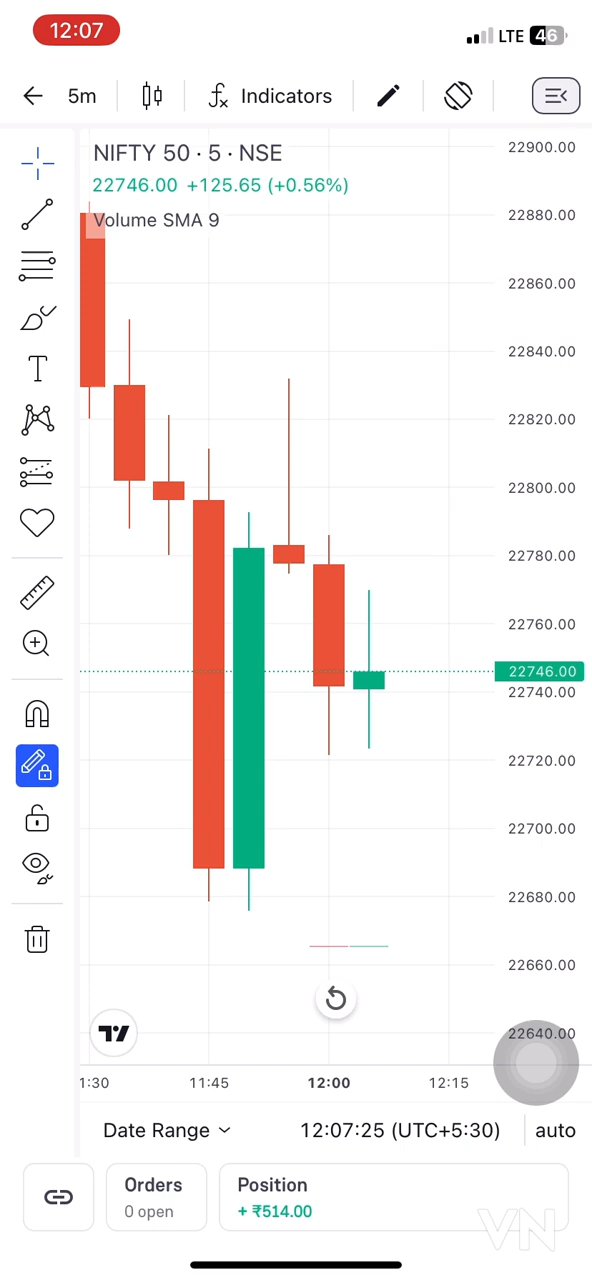 12:07
LTE 46
5m
Indicators
NIFTY 50 · 5 · NSE
22746.00 +125.65 (+0.56%)
Volume SMA 9
22900.00
22880.00
22860.00
22840.00
22820.00
22800.00
22780.00
22760.00
22746.00
22740.00
22720.00
22700.00
22680.00
22660.00
22640.00
1:30 11:45 12:00 12:15
Date Range 12:07:25 (UTC+5:30) auto
Orders
0 open
Position
+ ₹514.00
VN